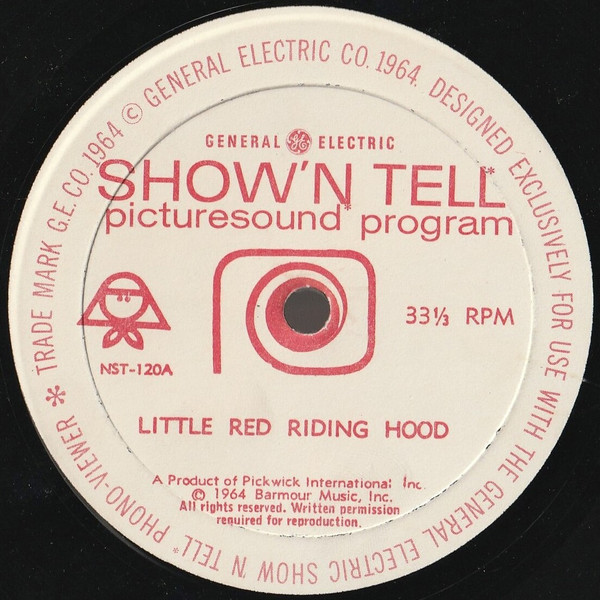 © GENERAL ELECTRIC CO. 1964. DESIGNED EXCLUSIVELY FOR USE WITH THE GENERAL ELECTRIC SHOW 'N TELL* PHONO-VIEWER * TRADE MARK G.E. CO. 1964
GENERAL GE ELECTRIC
SHOW'N TELL*
picturesound* program
33⅓ RPM
NST-120A
LITTLE RED RIDING HOOD
A Product of Pickwick International Inc.
© 1964 Barmour Music, Inc.
All rights reserved. Written permission
required for reproduction.